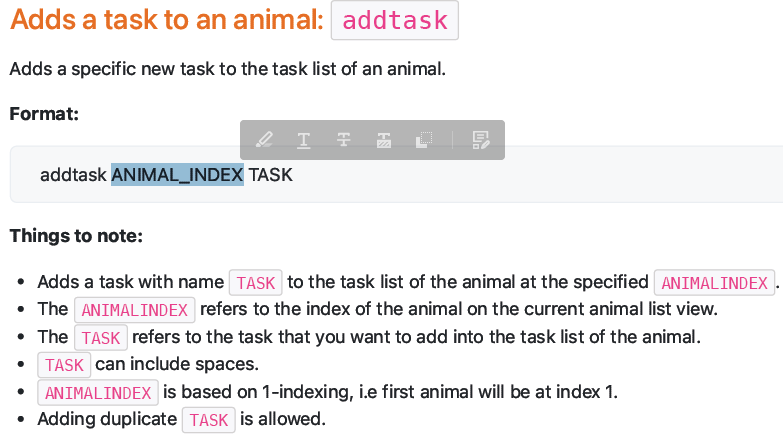 Adds a task to an animal: addtask
Adds a specific new task to the task list of an animal.
Format:
addtask ANIMAL_INDEX TASK
Things to note:
• Adds a task with name TASK to the task list of the animal at the specified ANIMALINDEX.
• The ANIMALINDEX refers to the index of the animal on the current animal list view.
• The TASK refers to the task that you want to add into the task list of the animal.
• TASK can include spaces.
• ANIMALINDEX is based on 1-indexing, i.e first animal will be at index 1.
• Adding duplicate TASK is allowed.